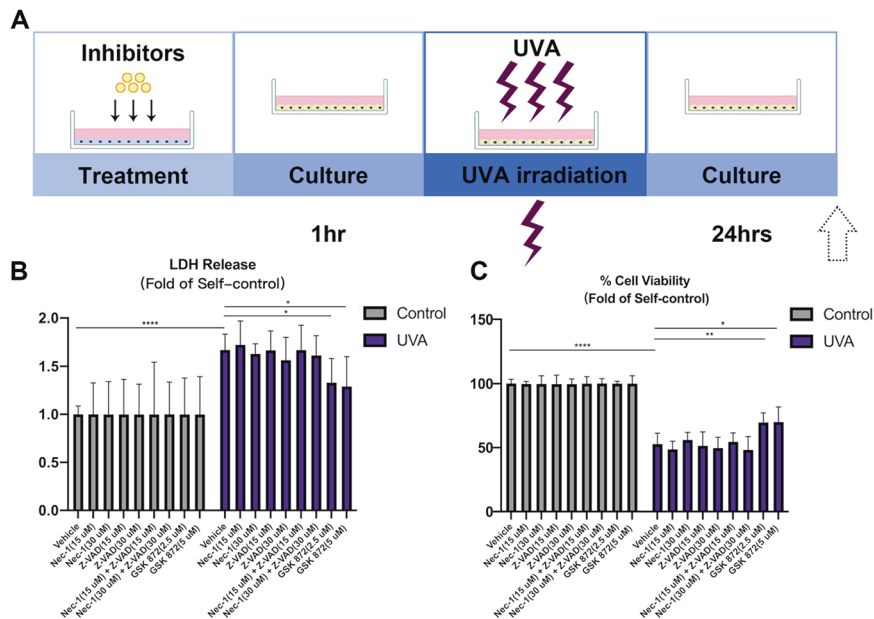 A
Inhibitors
UVA
Treatment
Culture
UVA irradiation
Culture
1hr
24hrs
B
LDH Release
(Fold of Self-control)
Control
UVA
****
*
*
2.0
1.5
1.0
0.5
0.0
Vehicle
Nec-1(15 uM)
Nec-1(30 uM)
Z-VAD(15 uM)
Z-VAD(30 uM)
Nec-1(15 uM) + Z-VAD(15 uM)
Nec-1(30 uM) + Z-VAD(30 uM)
GSK 872(2.5 uM)
GSK 872(5 uM)
Vehicle
Nec-1(15 uM)
Nec-1(30 uM)
Z-VAD(15 uM)
Z-VAD(30 uM)
Nec-1(15 uM) + Z-VAD(15 uM)
Nec-1(30 uM) + Z-VAD(30 uM)
GSK 872(2.5 uM)
GSK 872(5 uM)
C
% Cell Viability
(Fold of Self-control)
Control
UVA
****
*
**
150
100
50
0
Vehicle
Nec-1(15 uM)
Nec-1(30 uM)
Z-VAD(15 uM)
Z-VAD(30 uM)
Nec-1(15 uM) + Z-VAD(15 uM)
Nec-1(30 uM) + Z-VAD(30 uM)
GSK 872(2.5 uM)
GSK 872(5 uM)
Vehicle
Nec-1(15 uM)
Nec-1(30 uM)
Z-VAD(15 uM)
Z-VAD(30 uM)
Nec-1(15 uM) + Z-VAD(15 uM)
Nec-1(30 uM) + Z-VAD(30 uM)
GSK 872(2.5 uM)
GSK 872(5 uM)